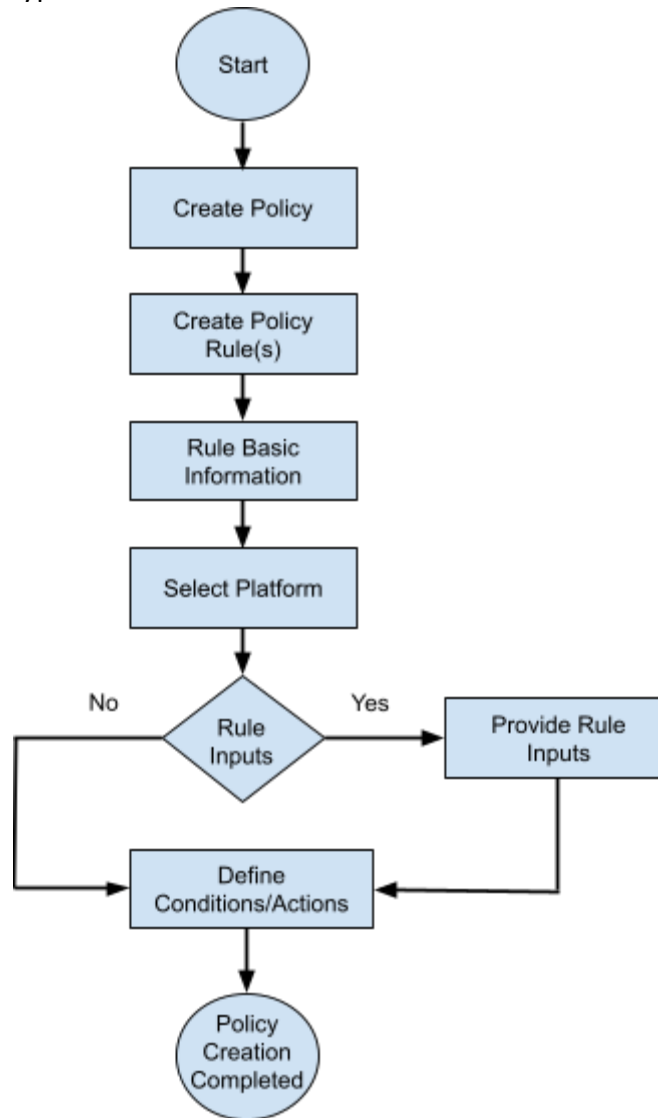 Start
Create Policy
Create Policy
Rule(s)
Rule Basic
Information
Select Platform
No
Yes
Rule
Inputs
Provide Rule
Inputs
Define
Conditions/Actions
Policy
Creation
Completed